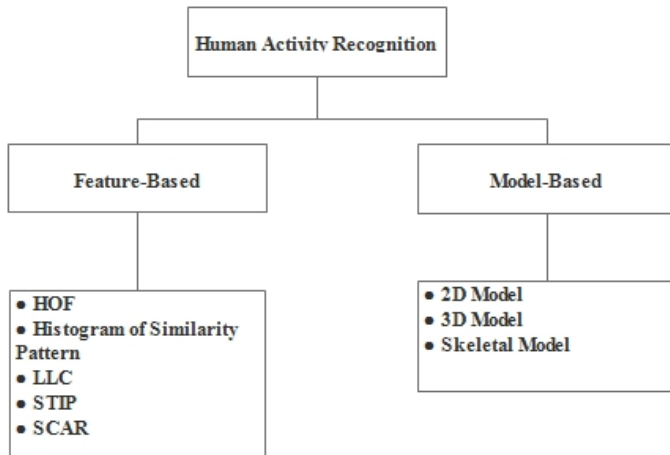 Human Activity Recognition
Feature-Based
Model-Based
● HOF
● Histogram of Similarity
Pattern
● LLC
● STIP
● SCAR
● 2D Model
● 3D Model
● Skeletal Model